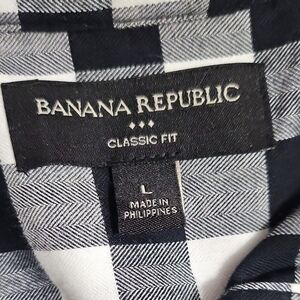 BANANA REPUBLIC
CLASSIC FIT
L
MADE IN
PHILIPPINES